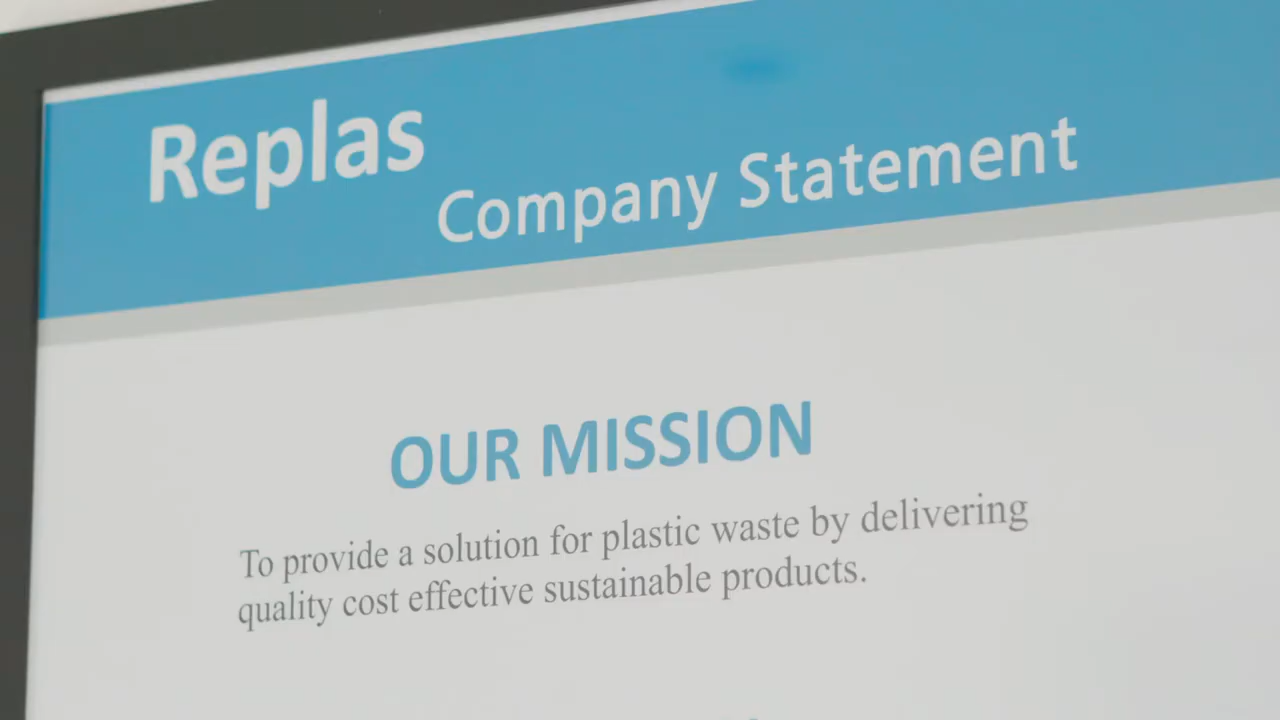 Replas
Company Statement
OUR MISSION
To provide a solution for plastic waste by delivering
quality cost effective sustainable products.